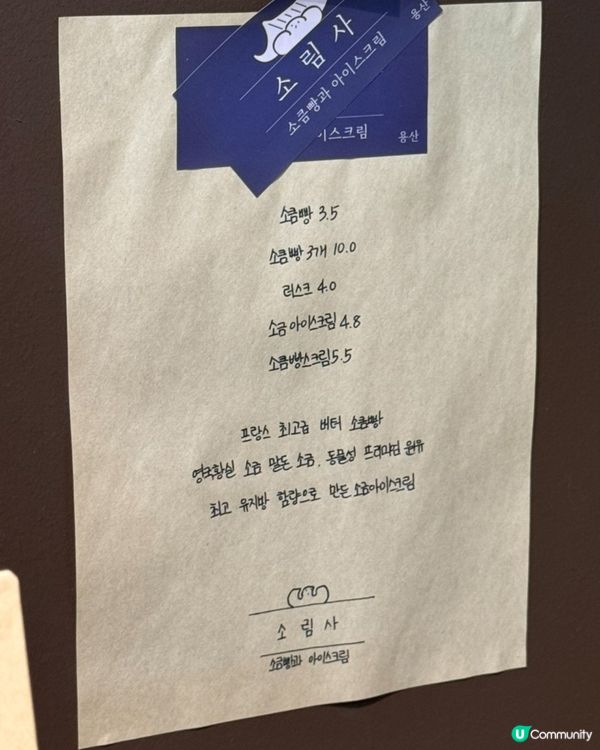 용산
소림사
소금빵과 아이스크림
이스크림 용산
소금빵 3.5
소금빵 3개 10.0
러스크 4.0
소금 아이스크림 4.8
소금빵스크림 5.5
프랑스 최고급 버터 소금빵
영국황실 소금 말돈 소금, 동물성 프리미엄 원유
최고 유지방 함량으로 만든 소금아이스크림
소림사
소금빵과 아이스크림
U Community